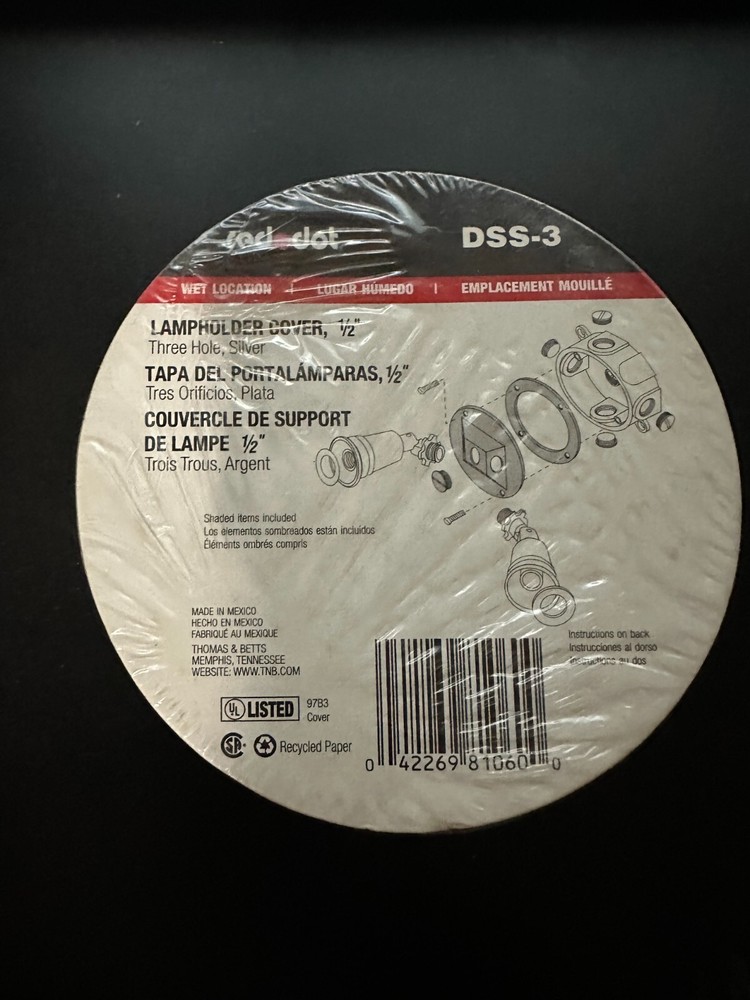 red dot
DSS-3
WET LOCATION | LUGAR HÚMEDO | EMPLACEMENT MOUILLÉ
LAMPHOLDER COVER, 1/2"
Three Hole, Silver
TAPA DEL PORTALÁMPARAS, 1/2"
Tres Orificios, Plata
COUVERCLE DE SUPPORT
DE LAMPE 1/2"
Trois Trous, Argent
Shaded items included
Los elementos sombreados están incluidos
Éléments ombrés compris
MADE IN MEXICO
HECHO EN MEXICO
FABRIQUÉ AU MEXIQUE
THOMAS & BETTS
MEMPHIS, TENNESSEE
WEBSITE: WWW.TNB.COM
Instructions on back
Instrucciones al dorso
Instructions au dos
UL LISTED 97B3
Cover
SA Recycled Paper
0 42269 81060 0